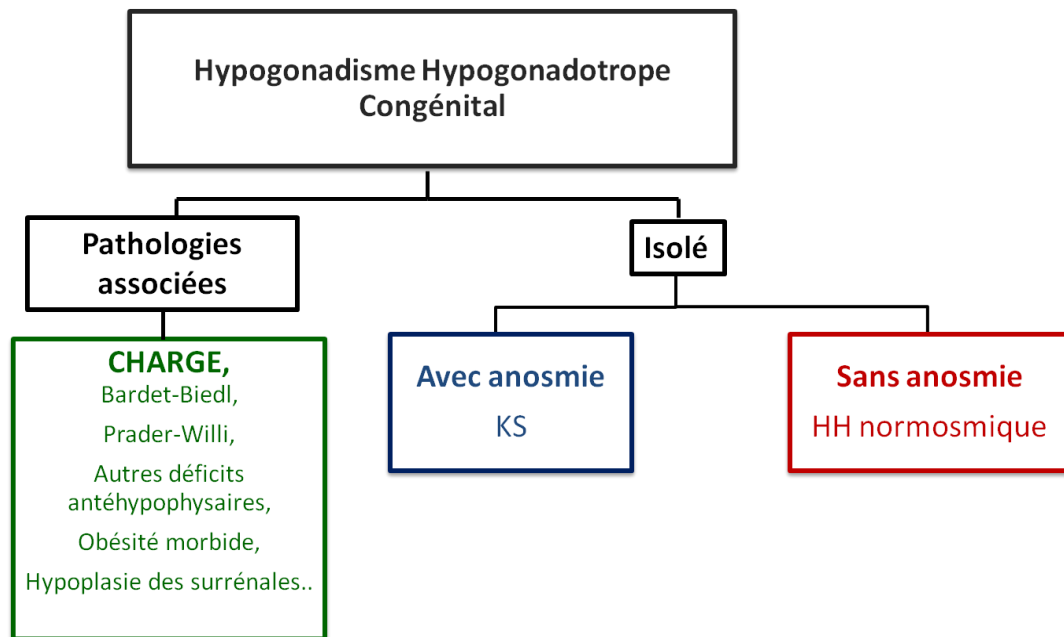 Hypogonadisme Hypogonadotrope
Congénital
Pathologies
associées
Isolé
CHARGE,
Bardet-Biedl,
Prader-Willi,
Autres déficits
antéhypophysaires,
Obésité morbide,
Hypoplasie des surrénales..
Avec anosmie
KS
Sans anosmie
HH normosmique